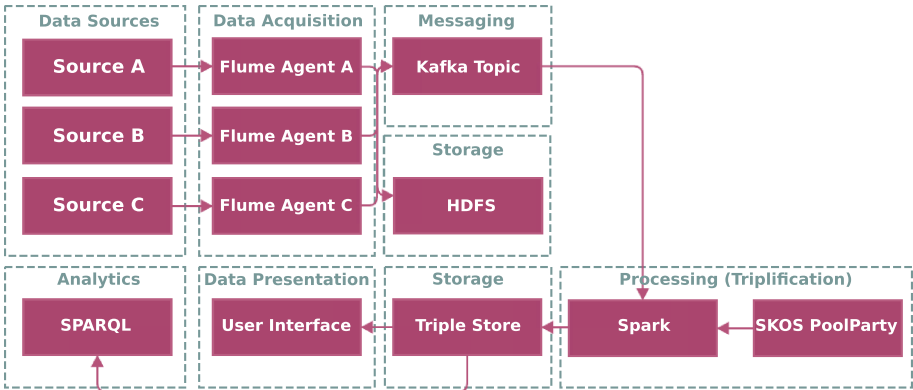 Data Sources
Data Acquisition
Messaging
Source A
Flume Agent A
Kafka Topic
Source B
Flume Agent B
Storage
Source C
Flume Agent C
HDFS
Analytics
Data Presentation
Storage
Processing (Triplification)
SPARQL
User Interface
Triple Store
Spark
SKOS PoolParty